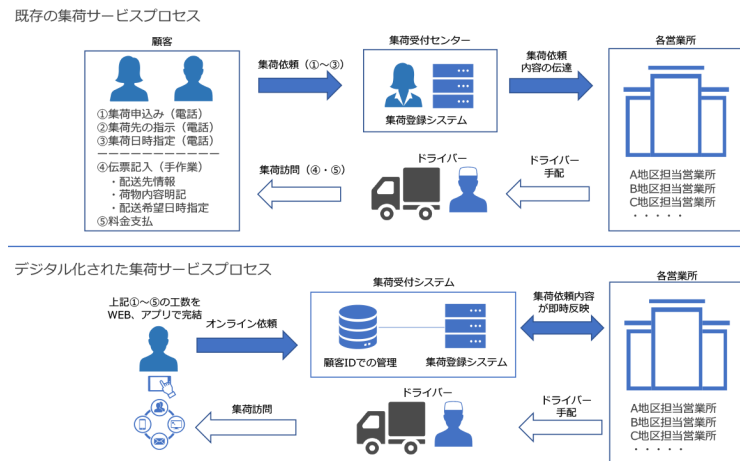 既存の集荷サービスプロセス
顧客
集荷受付センター
各営業所
集荷依頼(①〜③)
集荷依頼
内容の伝達
①集荷申込み(電話)
②集荷先の指示(電話)
③集荷日時指定(電話)
ーーーーーーーーーーー
④伝票記入(手作業)
・配送先情報
・荷物内容明記
・配送希望日時指定
⑤料金支払
集荷登録システム
集荷訪問(④・⑤)
ドライバー
ドライバー
手配
A地区担当営業所
B地区担当営業所
C地区担当営業所
・・・・・
デジタル化された集荷サービスプロセス
上記①〜⑤の工数を
WEB、アプリで完結
オンライン依頼
集荷受付システム
顧客IDでの管理
集荷登録システム
集荷依頼内容
が即時反映
各営業所
集荷訪問
ドライバー
ドライバー
手配
A地区担当営業所
B地区担当営業所
C地区担当営業所
・・・・・